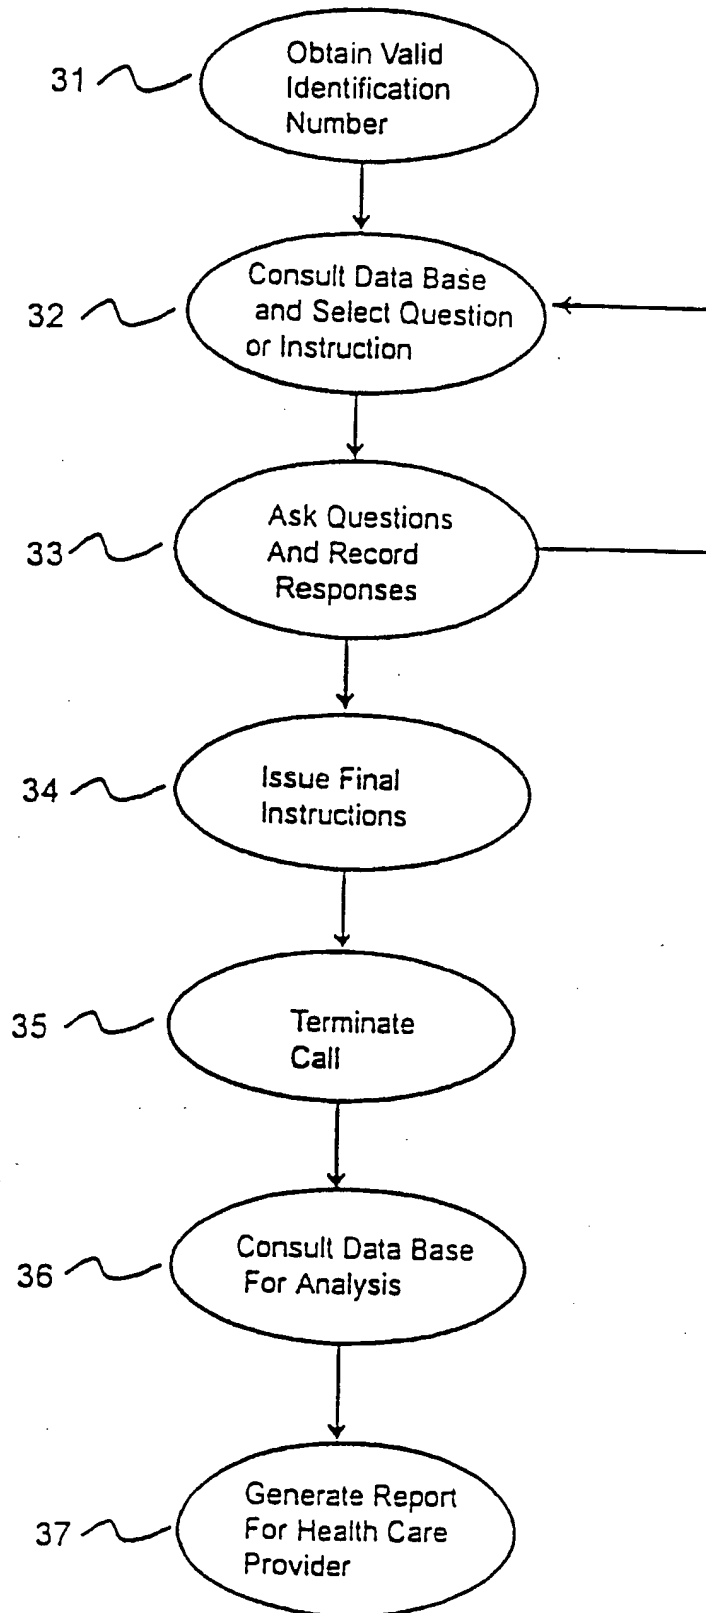 31
Obtain Valid
Identification
Number
32
Consult Data Base
and Select Question
or Instruction
33
Ask Questions
And Record
Responses
34
Issue Final
Instructions
35
Terminate
Call
36
Consult Data Base
For Analysis
37
Generate Report
For Health Care
Provider